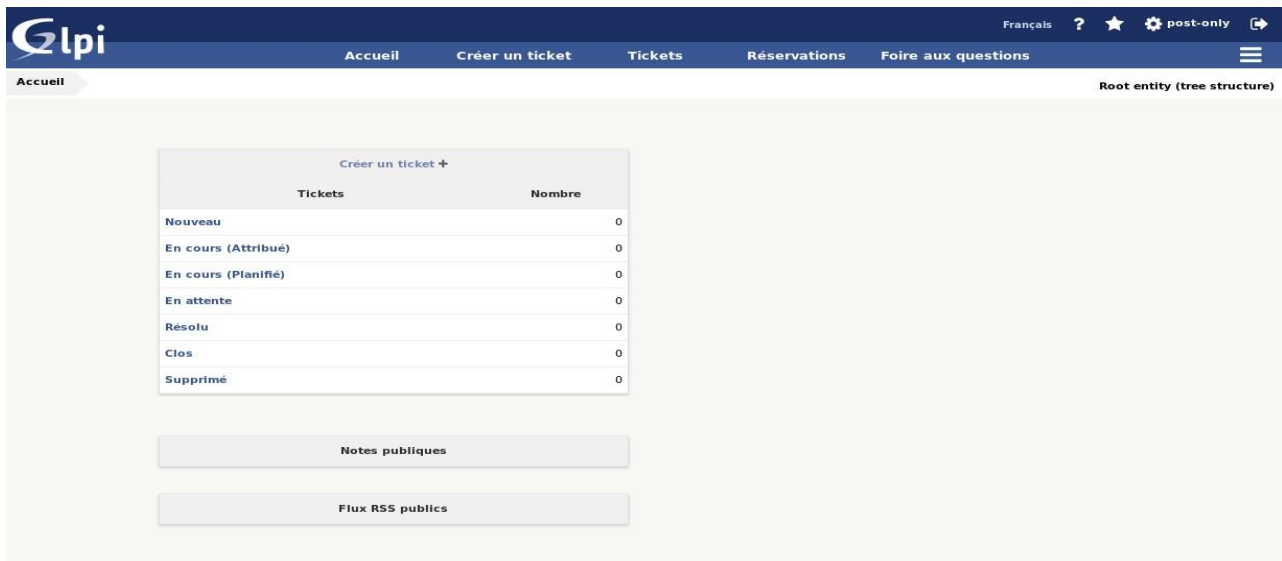 Glpi
Français ? post-only
Accueil Créer un ticket Tickets Réservations Foire aux questions
Accueil
Root entity (tree structure)
Créer un ticket +
Tickets Nombre
Nouveau 0
En cours (Attribué) 0
En cours (Planifié) 0
En attente 0
Résolu 0
Clos 0
Supprimé 0
Notes publiques
Flux RSS publics